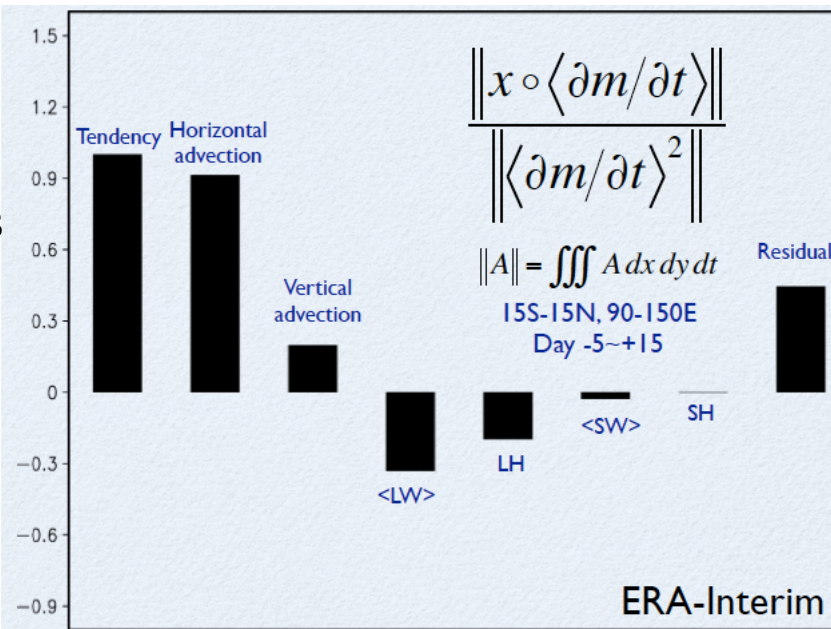 1.5
1.2
0.9
0.6
0.3
0
−0.3
−0.6
−0.9
Tendency
Horizontal
advection
Vertical
advection
<LW>
LH
<SW>
SH
Residual
‖x∘⟨∂m/∂t⟩‖
‖⟨∂m/∂t⟩²‖
‖A‖ = ∭ A dx dy dt
15S-15N, 90-150E
Day -5~+15
ERA-Interim